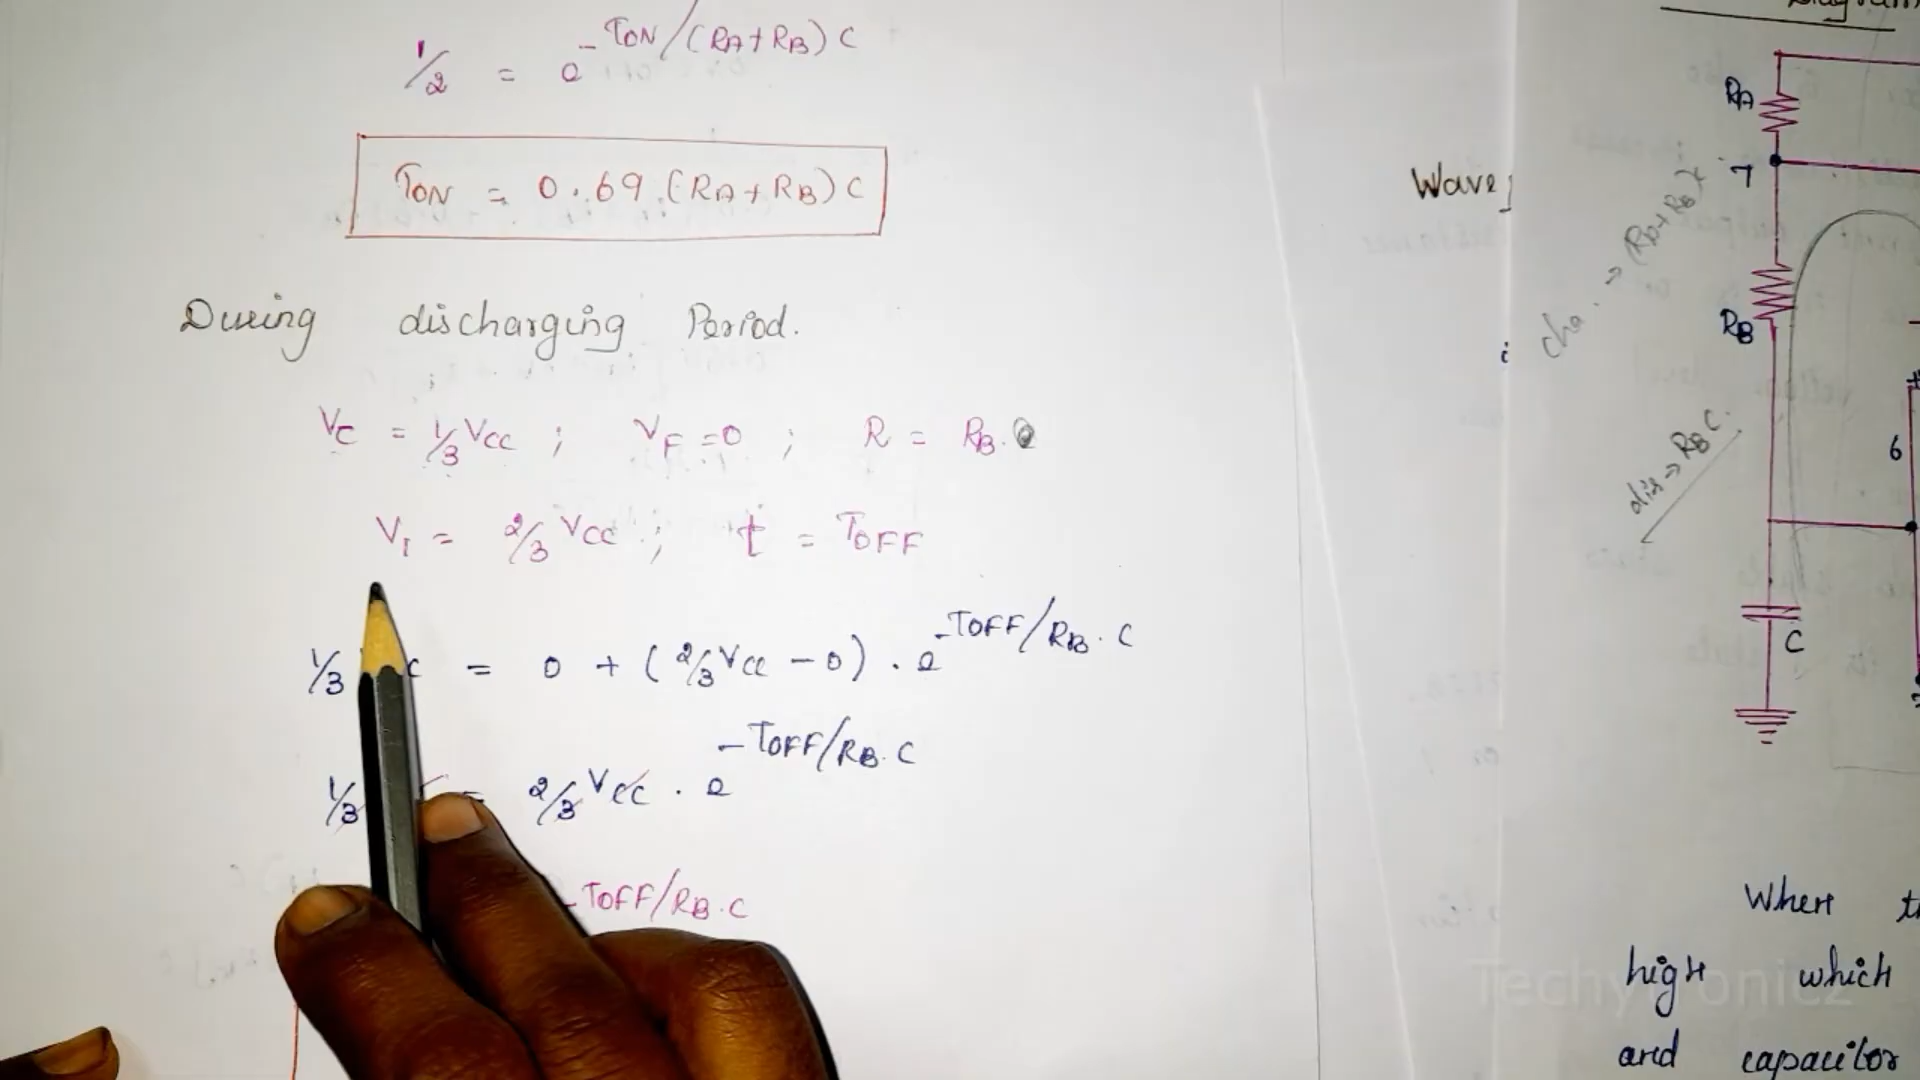 1/2 = e^-TON/(RA+RB)C
TON = 0.69 (RA+RB)C
During discharging Period.
VC = 1/3 VCC ; VF = 0 ; R = RB.
VI = 2/3 VCC ; t = TOFF
1/3 C = 0 + (2/3 VCC - 0) . e^-TOFF/RB.C
1/3 = 2/3 VCC . e^-TOFF/RB.C
-TOFF/RB.C
Diagram
RA
7
RB
C
6
Wave
cha. → (RA+RB)C
dis → RBC.
When
high which
and capacitor
Techytronicz